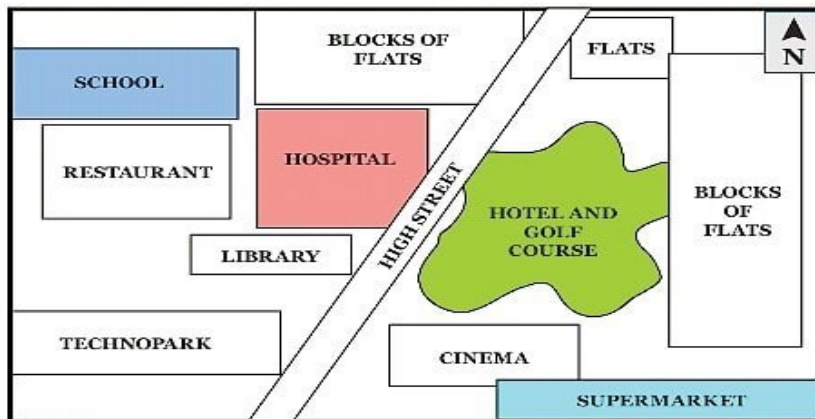 BLOCKS OF
FLATS
FLATS
N
SCHOOL
RESTAURANT
HOSPITAL
HIGH STREET
HOTEL AND
GOLF
COURSE
BLOCKS
OF
FLATS
LIBRARY
TECHNOPARK
CINEMA
SUPERMARKET